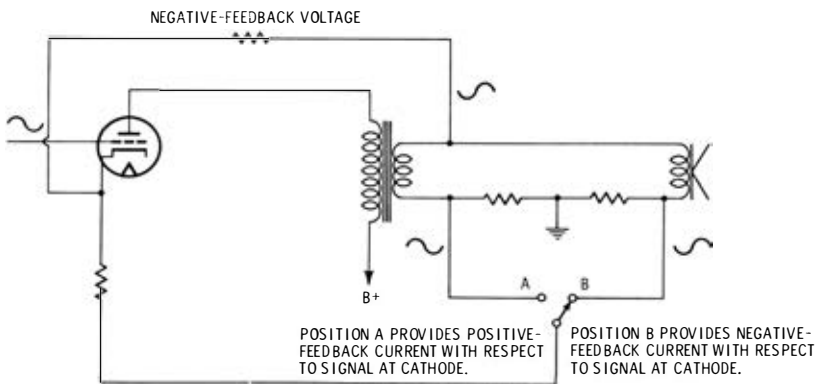 NEGATIVE-FEEDBACK VOLTAGE
A
B
B+
POSITION A PROVIDES POSITIVE-
FEEDBACK CURRENT WITH RESPECT
TO SIGNAL AT CATHODE.
POSITION B PROVIDES NEGATIVE-
FEEDBACK CURRENT WITH RESPECT
TO SIGNAL AT CATHODE.